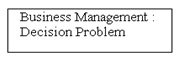 Business Management :
Decision Problem